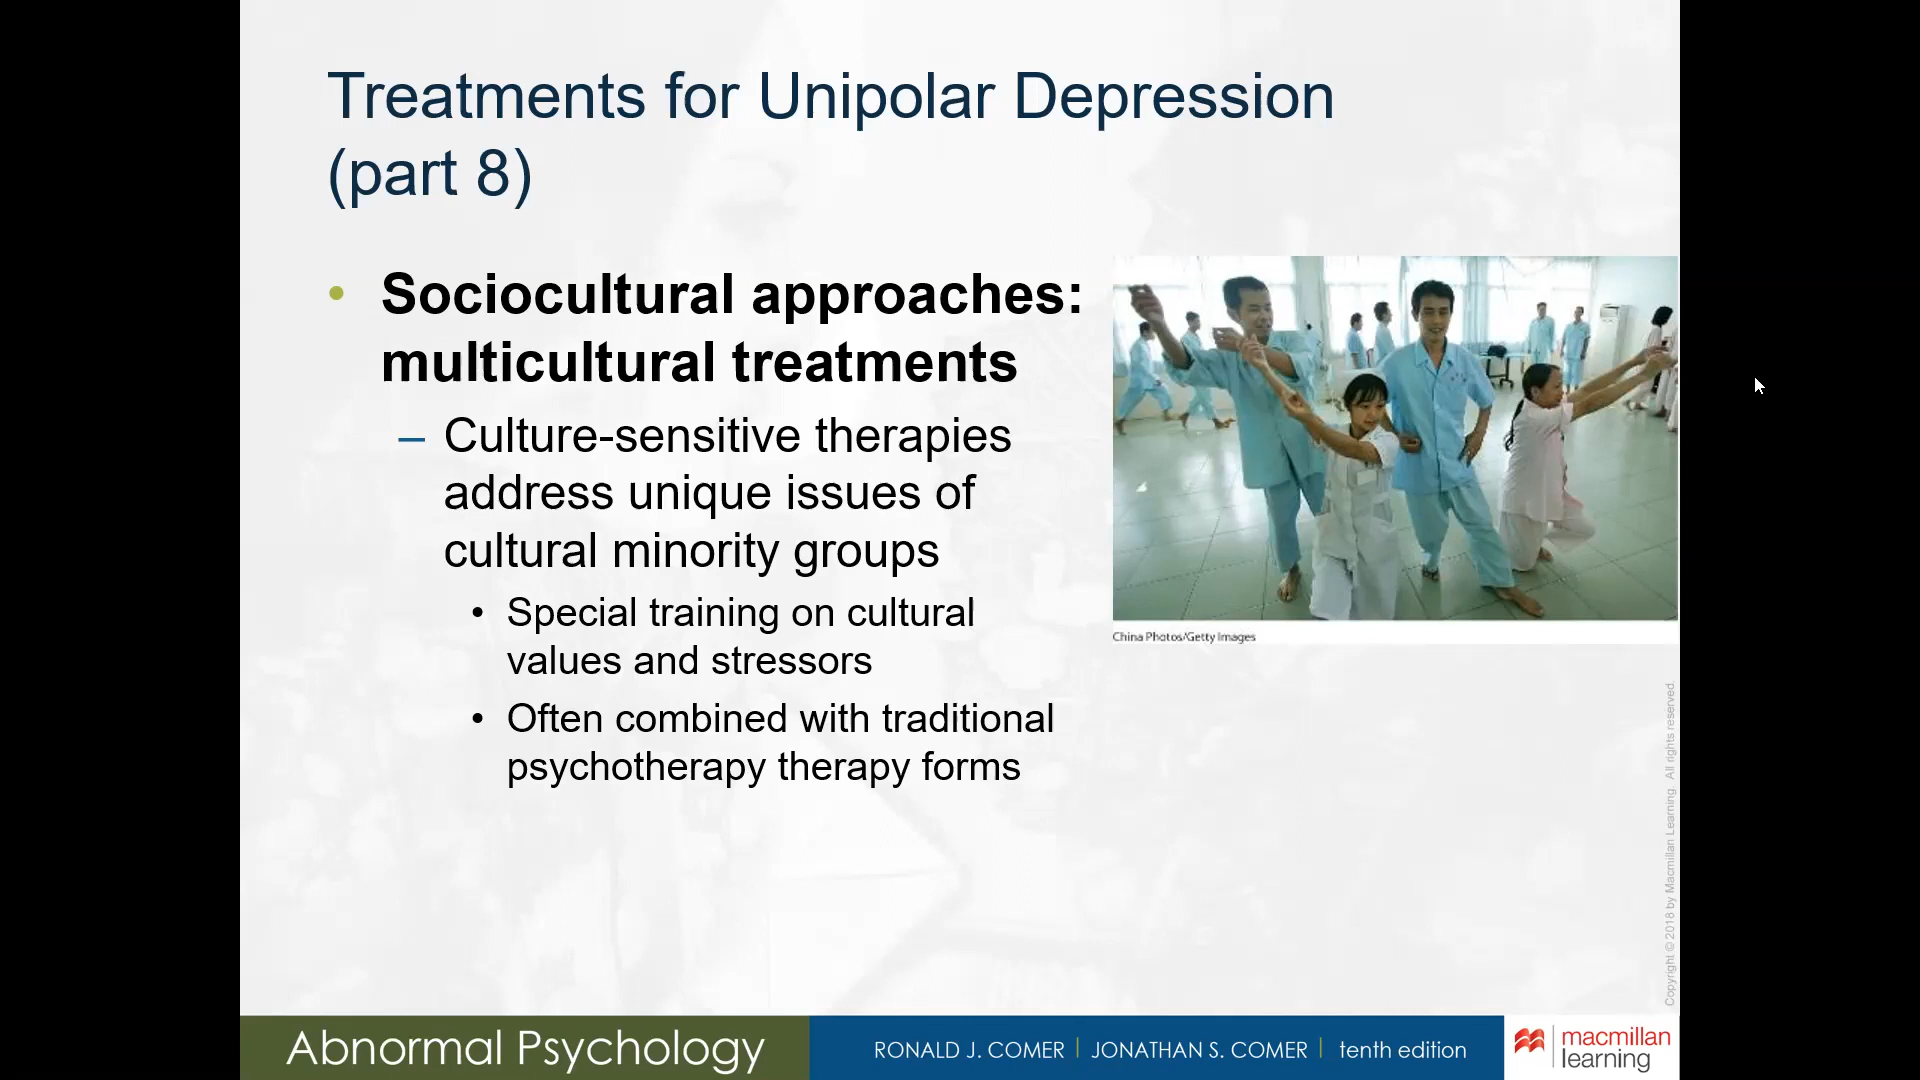 Treatments for Unipolar Depression
(part 8)
• Sociocultural approaches:
multicultural treatments
– Culture-sensitive therapies
address unique issues of
cultural minority groups
• Special training on cultural
values and stressors
• Often combined with traditional
psychotherapy therapy forms
China Photos/Getty Images
Copyright © 2018 by Macmillan Learning. All rights reserved.
Abnormal Psychology
RONALD J. COMER | JONATHAN S. COMER | tenth edition
macmillan
learning